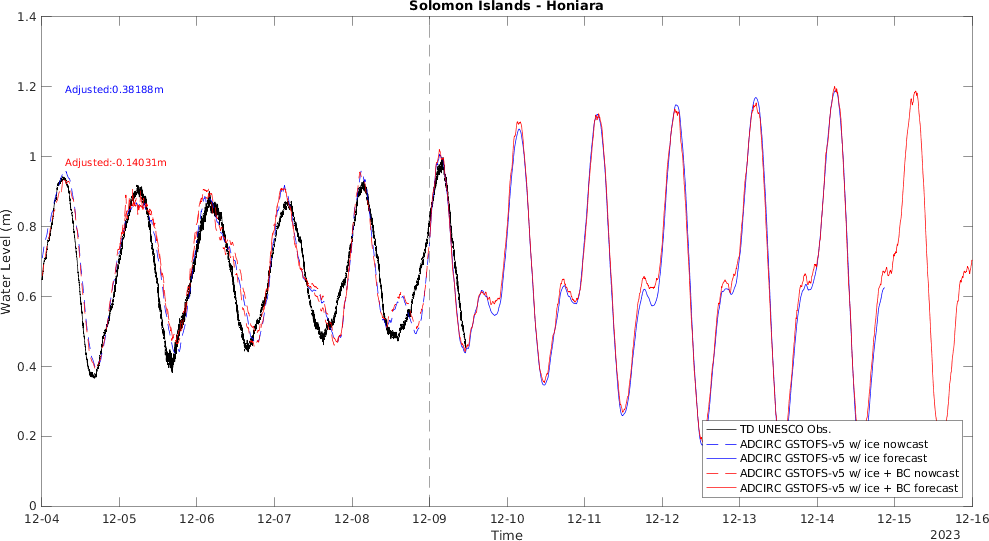 Solomon Islands - Honiara
1.4
1.2
1
0.8
0.6
0.4
0.2
0
Water Level (m)
Adjusted:0.38188m
Adjusted:-0.14031m
TD UNESCO Obs.
ADCIRC GSTOFS-v5 w/ ice nowcast
ADCIRC GSTOFS-v5 w/ ice forecast
ADCIRC GSTOFS-v5 w/ ice + BC nowcast
ADCIRC GSTOFS-v5 w/ ice + BC forecast
12-04 12-05 12-06 12-07 12-08 12-09 12-10 12-11 12-12 12-13 12-14 12-15 12-16
Time
2023